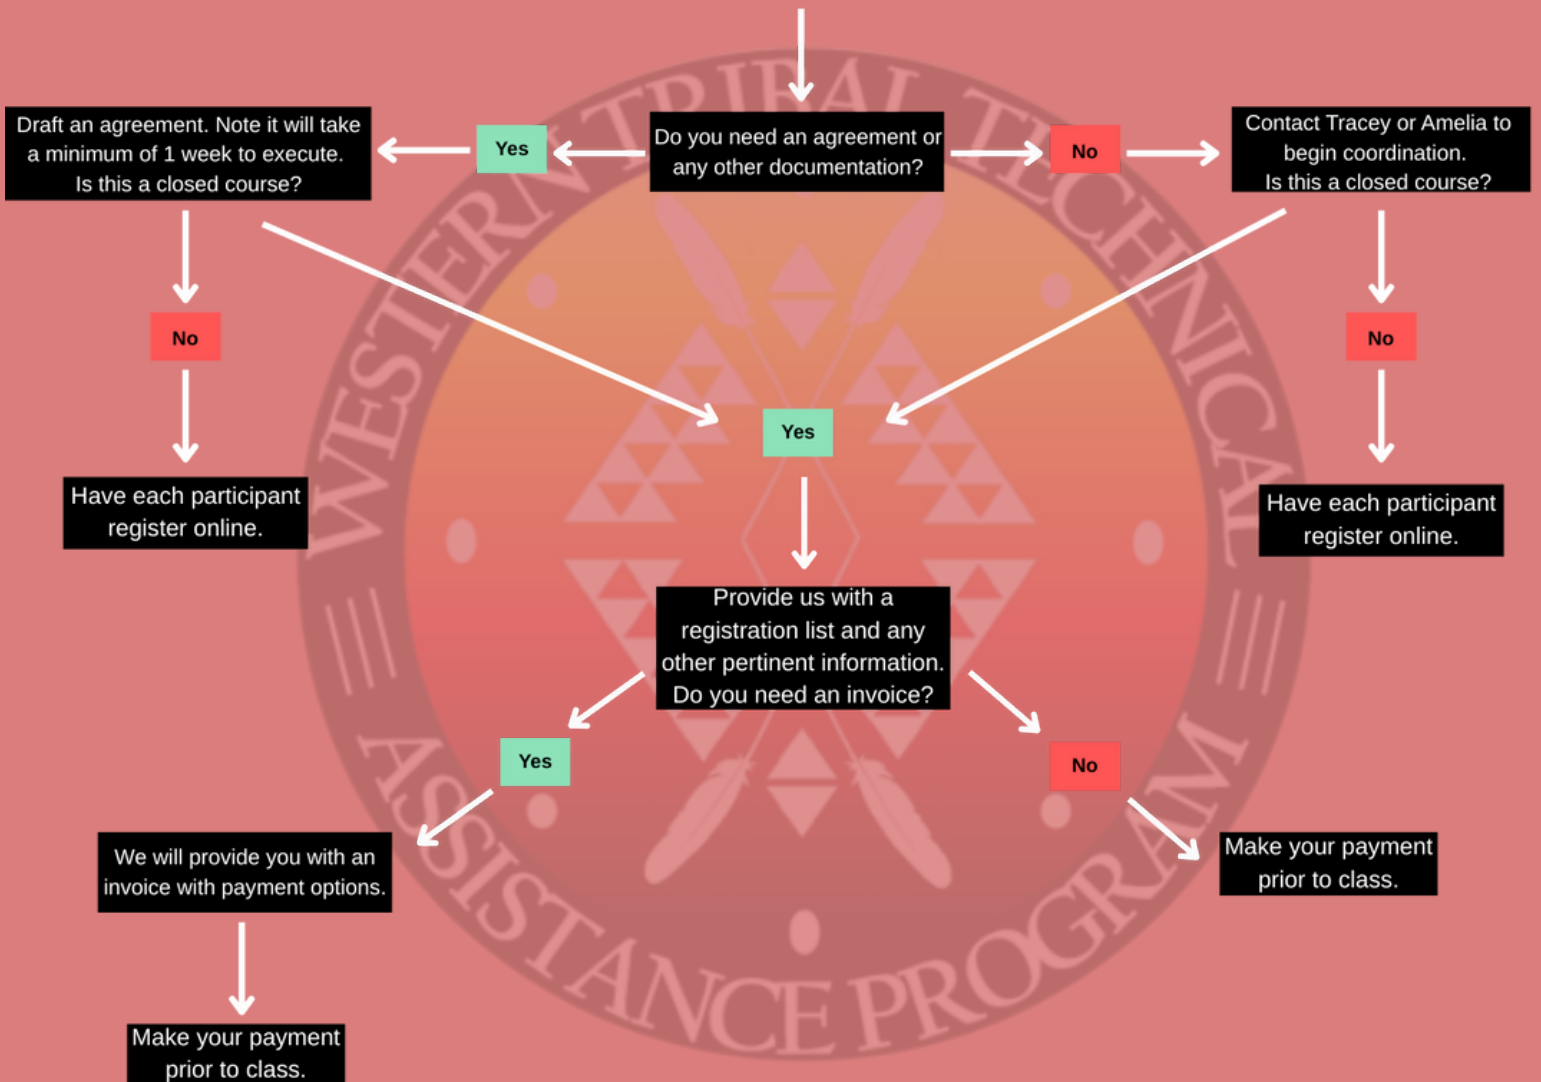 WESTERN TRIBAL TECHNICAL
ASSISTANCE PROGRAM
Do you need an agreement or
any other documentation?
Yes
No
Draft an agreement. Note it will take
a minimum of 1 week to execute.
Is this a closed course?
Contact Tracey or Amelia to
begin coordination.
Is this a closed course?
No
No
Yes
Have each participant
register online.
Have each participant
register online.
Provide us with a
registration list and any
other pertinent information.
Do you need an invoice?
Yes
No
We will provide you with an
invoice with payment options.
Make your payment
prior to class.
Make your payment
prior to class.